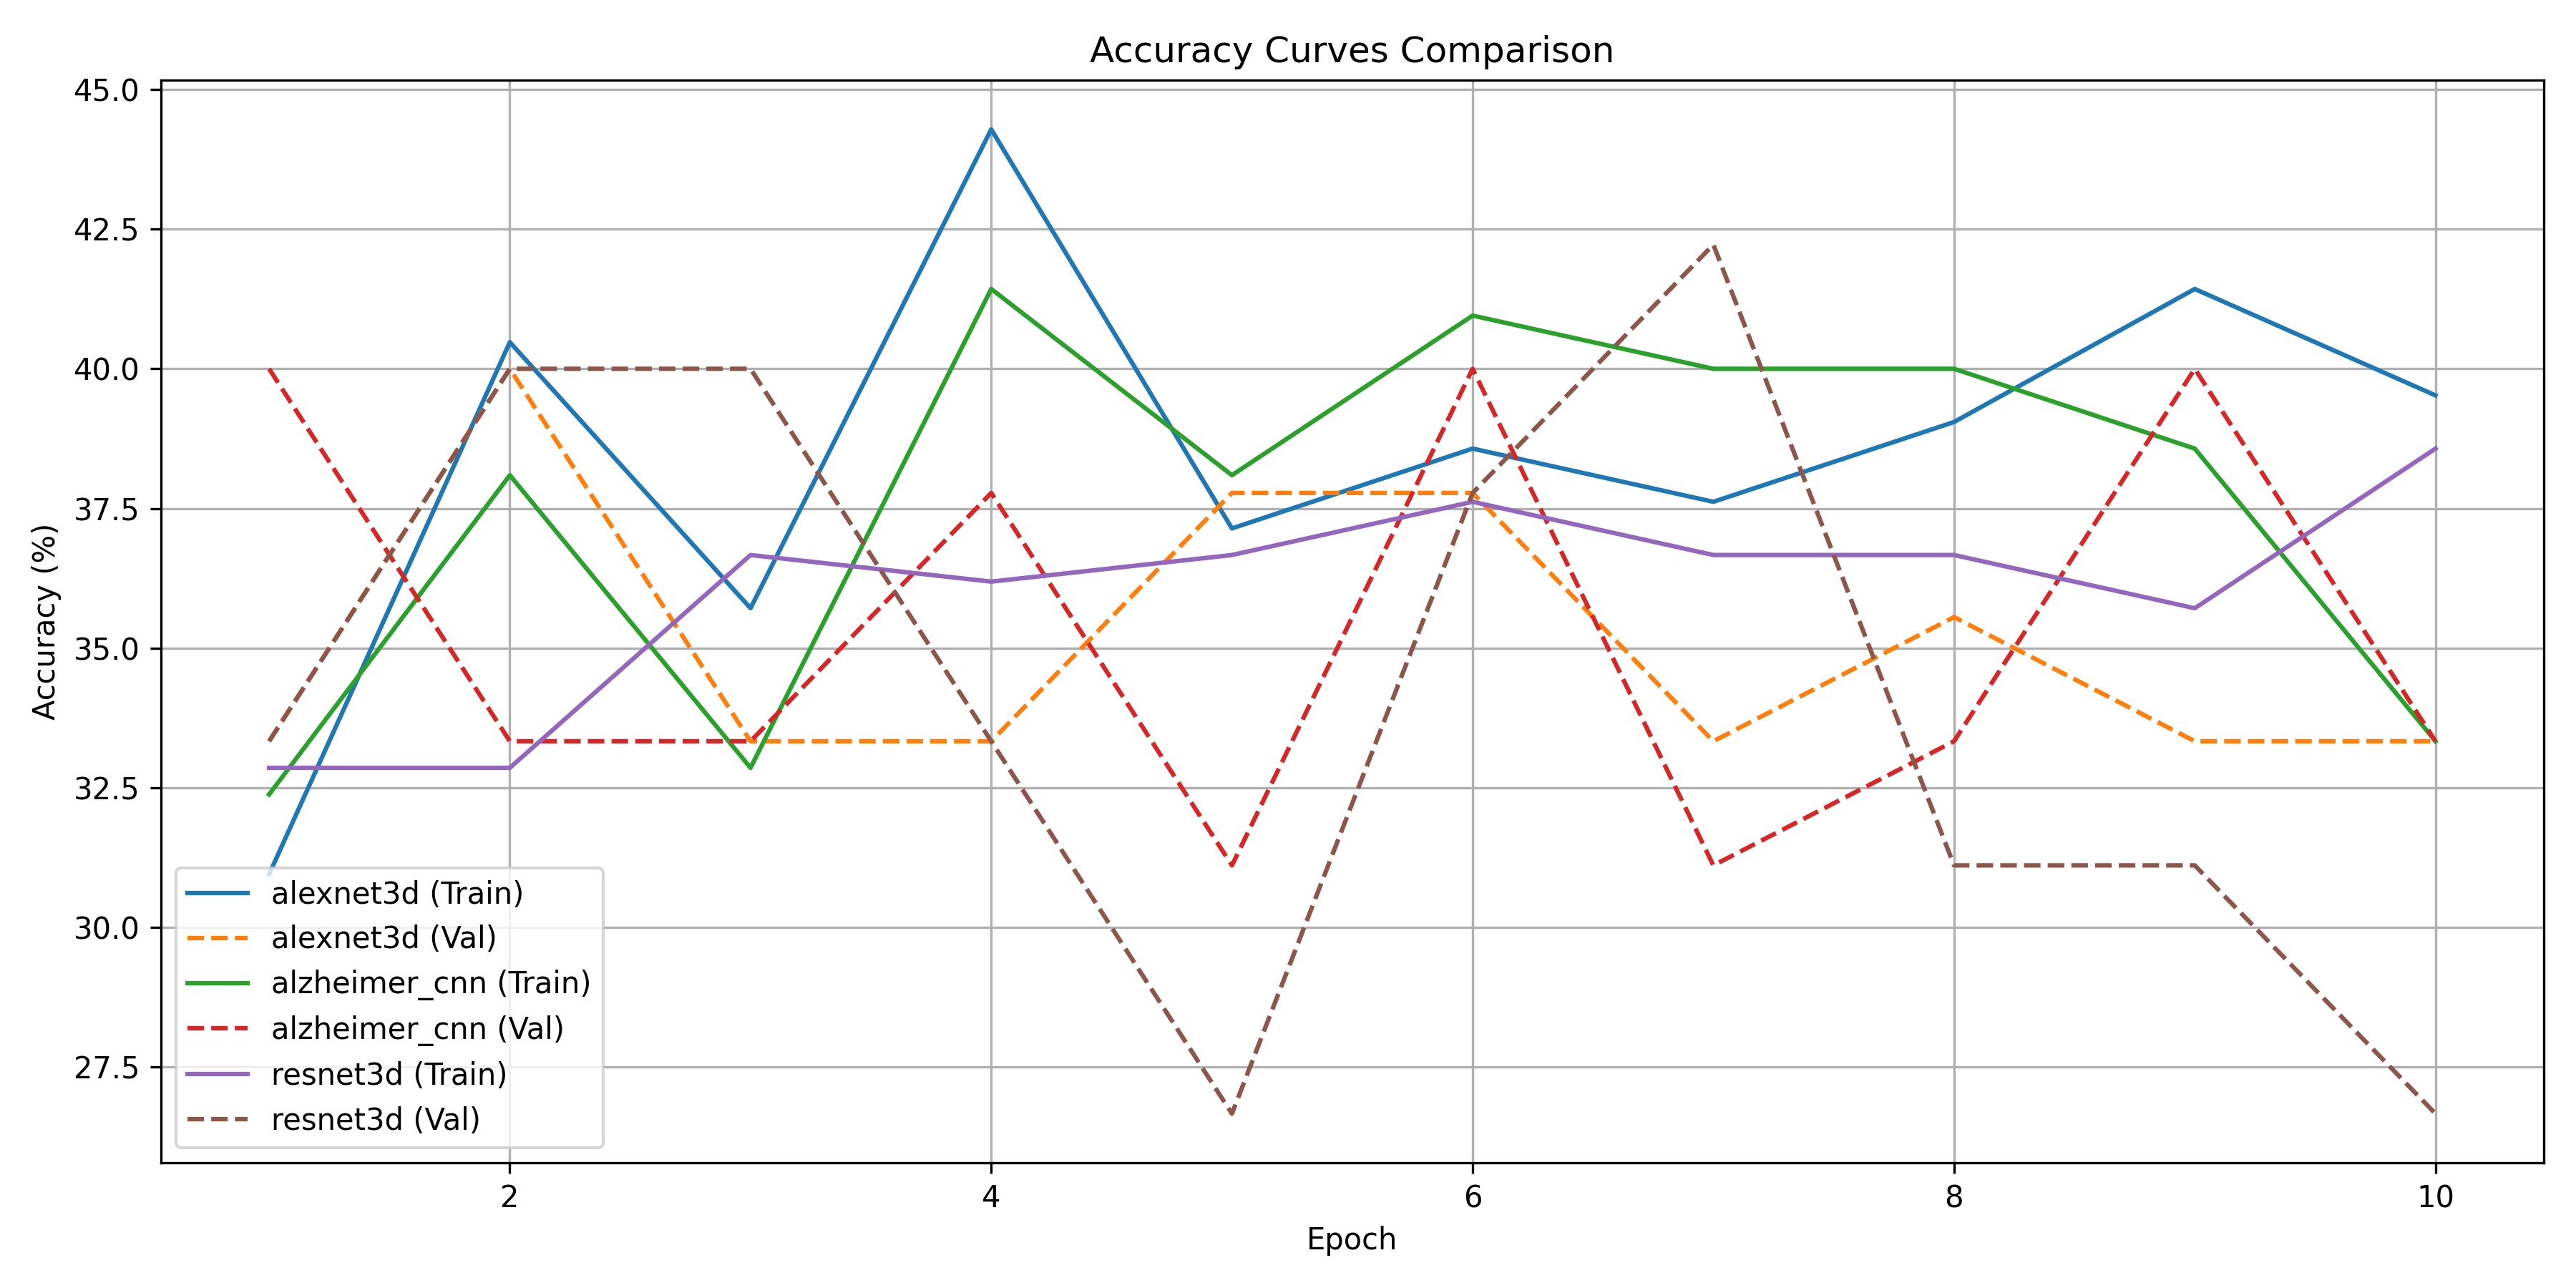 Accuracy Curves Comparison
45.0
42.5
40.0
37.5
35.0
32.5
30.0
27.5
Accuracy (%)
alexnet3d (Train)
alexnet3d (Val)
alzheimer_cnn (Train)
alzheimer_cnn (Val)
resnet3d (Train)
resnet3d (Val)
2 4 6 8 10
Epoch